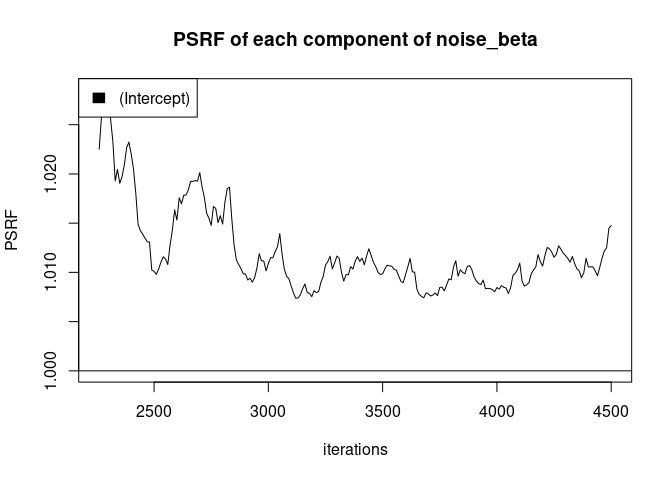 PSRF of each component of noise_beta
(Intercept)
PSRF
1.020
1.010
1.000
2500 3000 3500 4000 4500
iterations